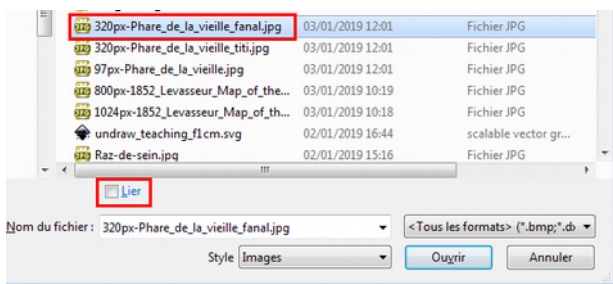 320px-Phare_de_la_vieille_fanal.jpg 03/01/2019 12:01 Fichier JPG
320px-Phare_de_la_vieille_titi.jpg 03/01/2019 12:01 Fichier JPG
97px-Phare_de_la_vieille.jpg 03/01/2019 12:01 Fichier JPG
800px-1852_Levasseur_Map_of_the... 03/01/2019 10:19 Fichier JPG
1024px-1852_Levasseur_Map_of_th... 03/01/2019 10:18 Fichier JPG
undraw_teaching_f1cm.svg 02/01/2019 16:44 scalable vector gr...
Raz-de-sein.jpg 02/01/2019 15:16 Fichier JPG
Lier
Nom du fichier : 320px-Phare_de_la_vieille_fanal.jpg <Tous les formats> (*.bmp;*.d
Style Images Ouvrir Annuler